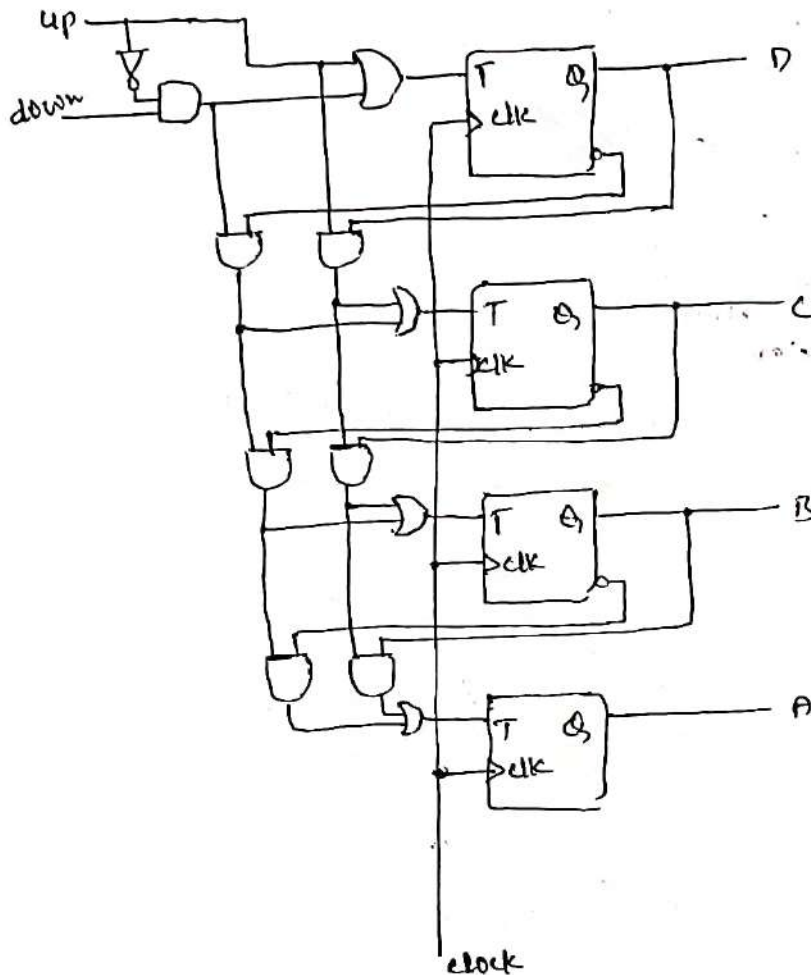 up
down
T Q D
clk
T Q C
clk
T Q B
clk
T Q A
clk
clock